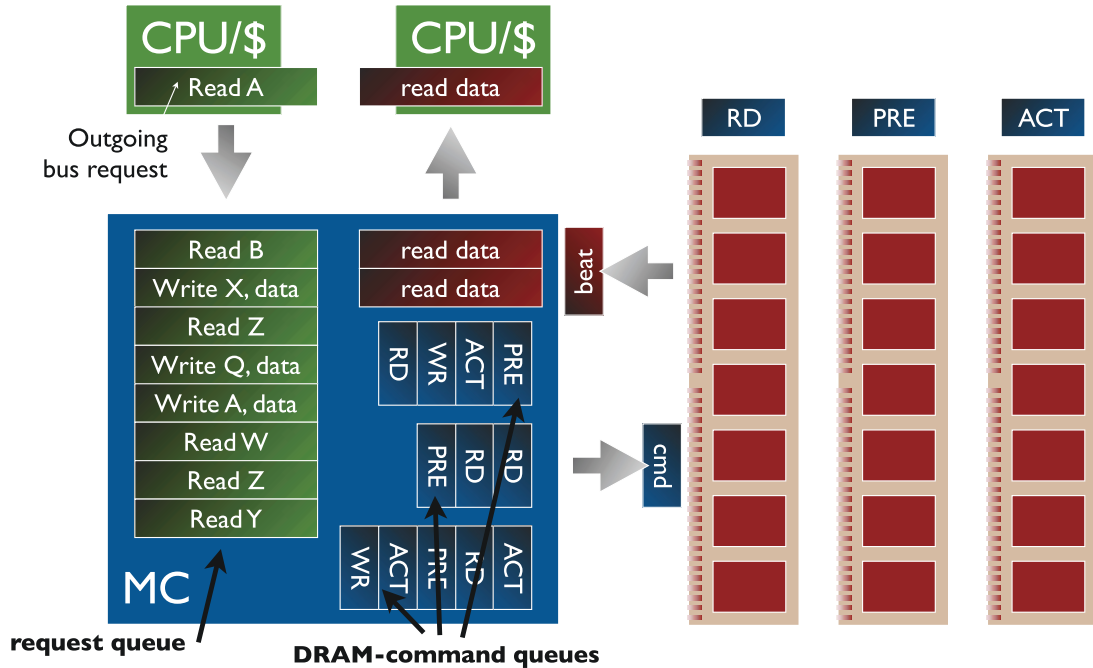 CPU/$
Read A
CPU/$
read data
Outgoing
bus request
RD
PRE
ACT
Read B
Write X, data
Read Z
Write Q, data
Write A, data
Read W
Read Z
Read Y
read data
read data
beat
RD
WR
ACT
PRE
PRE
RD
RD
cmd
WR
ACT
PRE
RD
ACT
MC
request queue
DRAM-command queues